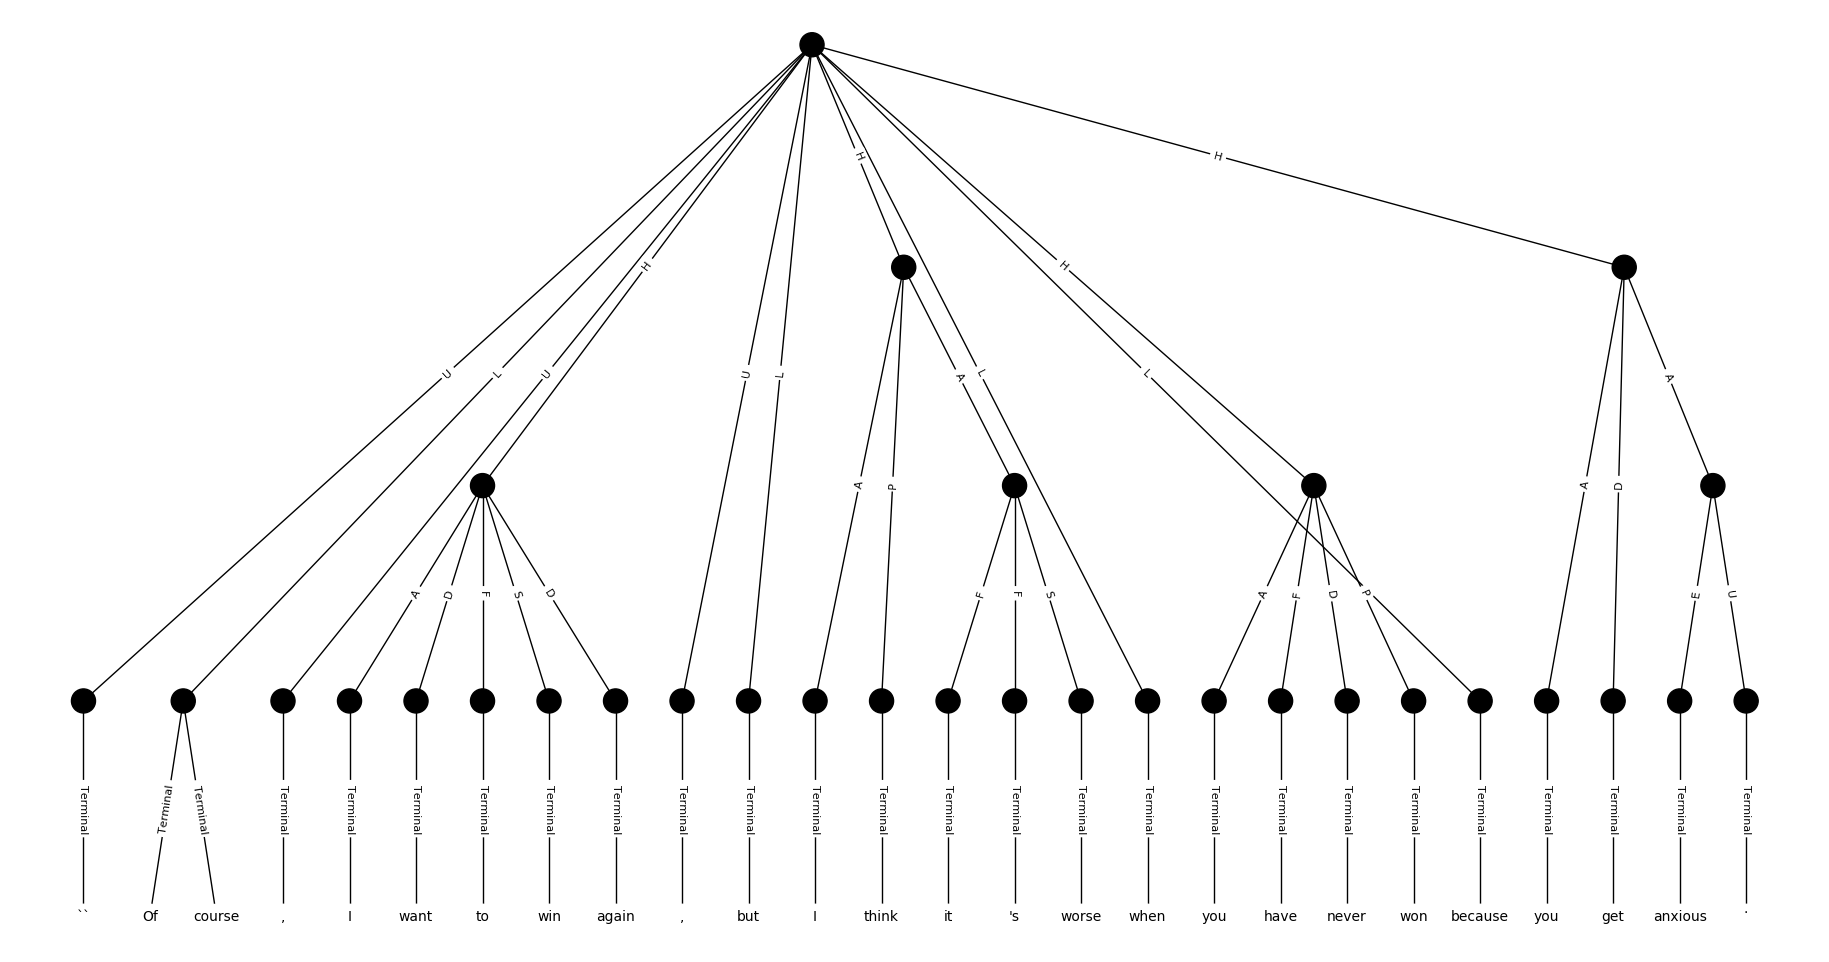 H
H
H H
U L U U L A L L A
A P A D
A D F S D F F S A F D P E U
Terminal Terminal Terminal Terminal Terminal Terminal Terminal Terminal Terminal Terminal Terminal Terminal Terminal Terminal Terminal Terminal Terminal Terminal Terminal Terminal Terminal Terminal Terminal Terminal Terminal Terminal
`` Of course , I want to win again , but I think it 's worse when you have never won because you get anxious .